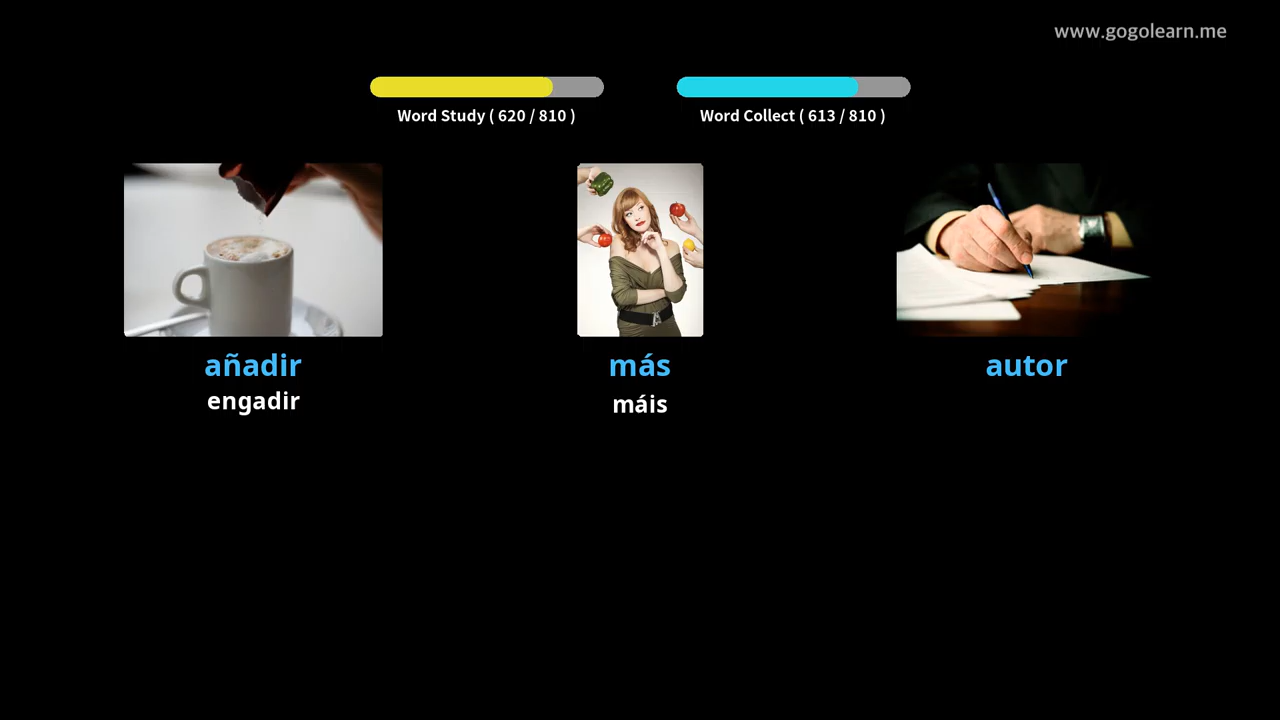 www.gogolearn.me
Word Study ( 620 / 810 )
Word Collect ( 613 / 810 )
añadir
engadir
más
máis
autor